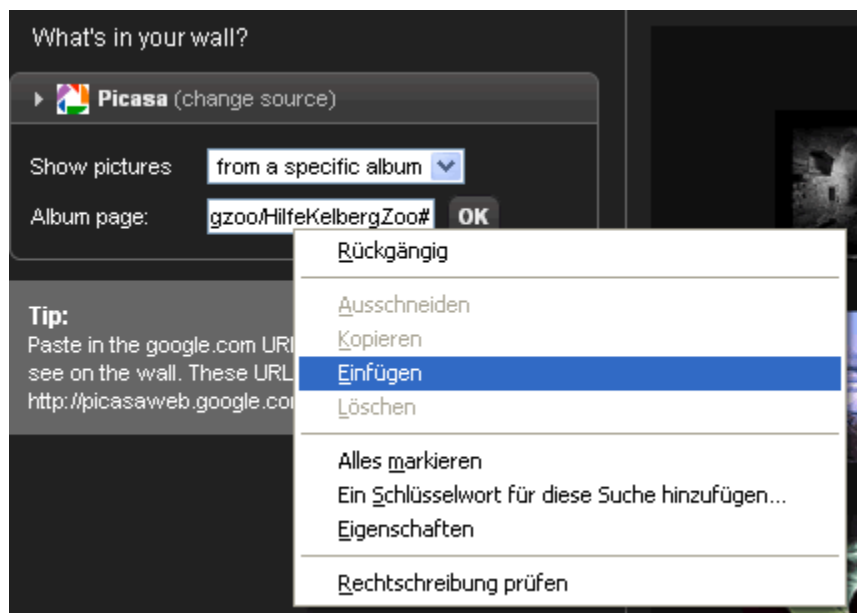 What's in your wall?
Picasa (change source)
Show pictures from a specific album
Album page: gzoo/HilfeKelbergZoo# OK
Rückgängig
Ausschneiden
Kopieren
Einfügen
Löschen
Alles markieren
Ein Schlüsselwort für diese Suche hinzufügen...
Eigenschaften
Rechtschreibung prüfen
Tip:
Paste in the google.com
see on the wall. These URL
http://picasaweb.google.co